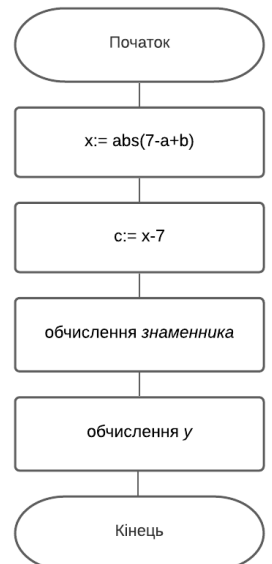 Початок
x:= abs(7-a+b)
c:= x-7
обчислення знаменника
обчислення y
Кінець